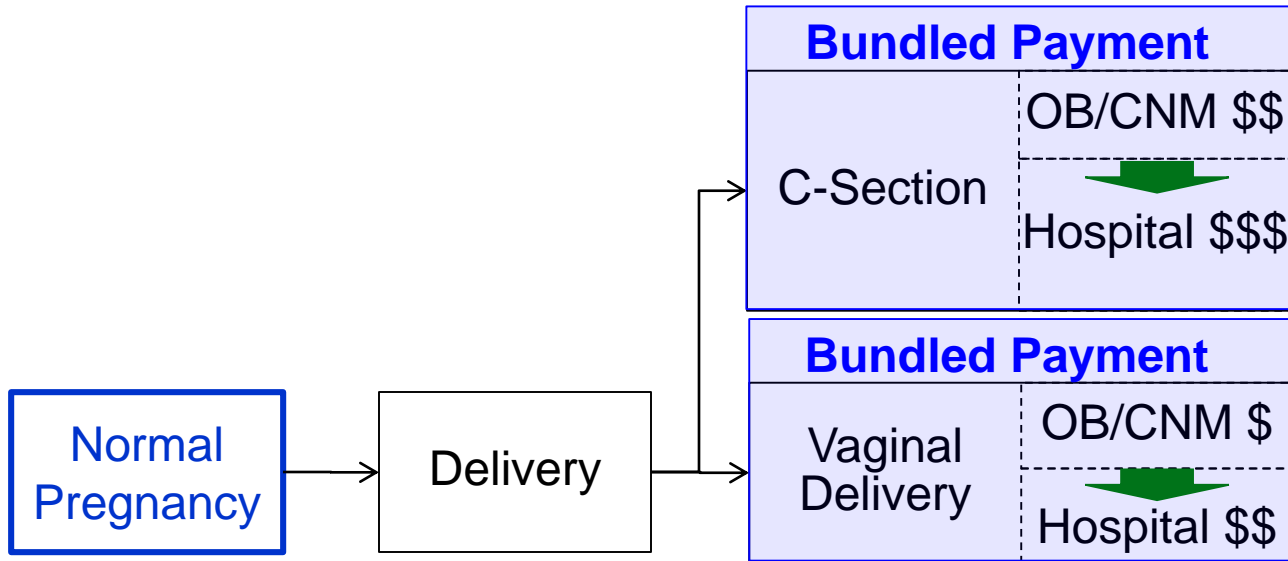 Bundled Payment
C-Section
OB/CNM $$
Hospital $$$
Bundled Payment
Vaginal
Delivery
OB/CNM $
Hospital $$
Normal
Pregnancy
Delivery